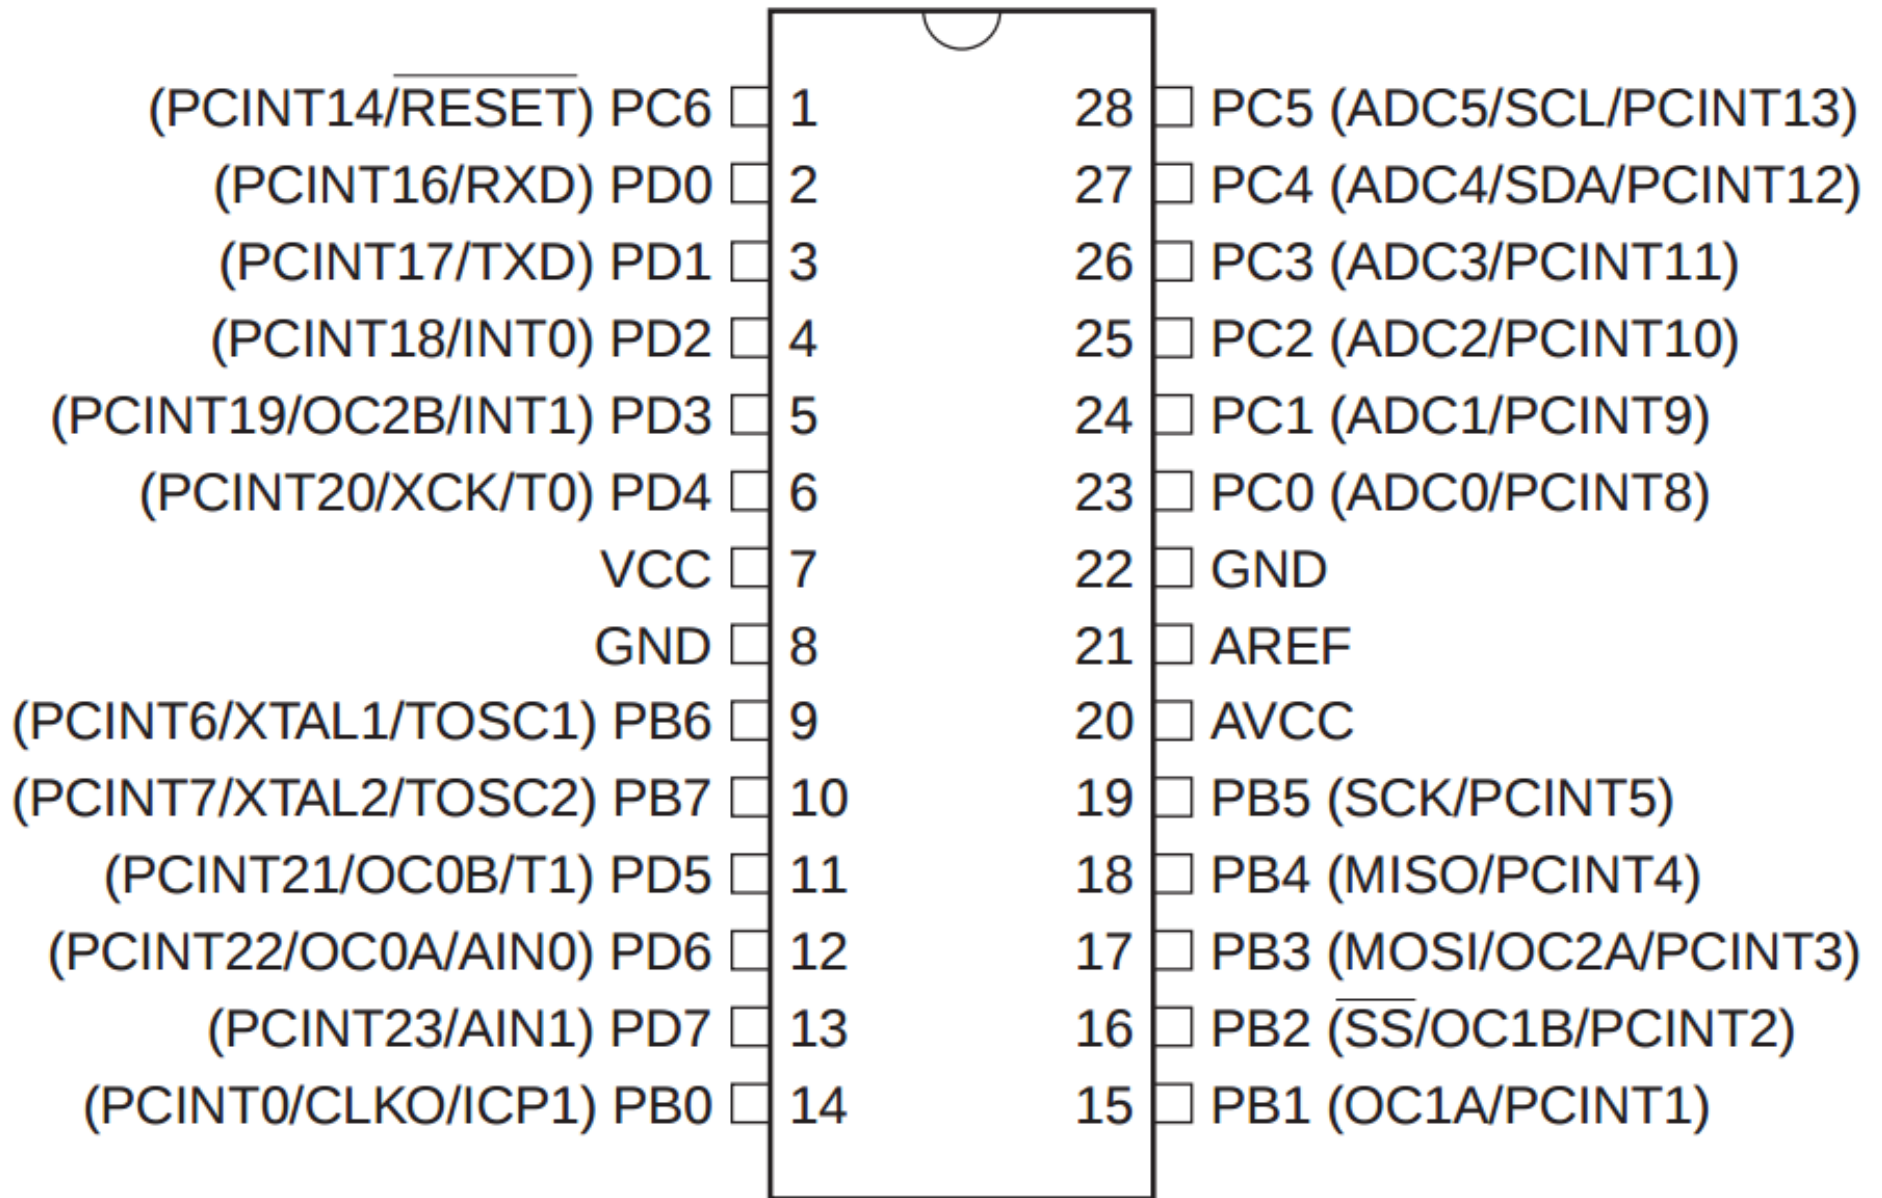 (PCINT14/RESET) PC6 1 28 PC5 (ADC5/SCL/PCINT13)
(PCINT16/RXD) PD0 2 27 PC4 (ADC4/SDA/PCINT12)
(PCINT17/TXD) PD1 3 26 PC3 (ADC3/PCINT11)
(PCINT18/INT0) PD2 4 25 PC2 (ADC2/PCINT10)
(PCINT19/OC2B/INT1) PD3 5 24 PC1 (ADC1/PCINT9)
(PCINT20/XCK/T0) PD4 6 23 PC0 (ADC0/PCINT8)
VCC 7 22 GND
GND 8 21 AREF
(PCINT6/XTAL1/TOSC1) PB6 9 20 AVCC
(PCINT7/XTAL2/TOSC2) PB7 10 19 PB5 (SCK/PCINT5)
(PCINT21/OC0B/T1) PD5 11 18 PB4 (MISO/PCINT4)
(PCINT22/OC0A/AIN0) PD6 12 17 PB3 (MOSI/OC2A/PCINT3)
(PCINT23/AIN1) PD7 13 16 PB2 (SS/OC1B/PCINT2)
(PCINT0/CLKO/ICP1) PB0 14 15 PB1 (OC1A/PCINT1)